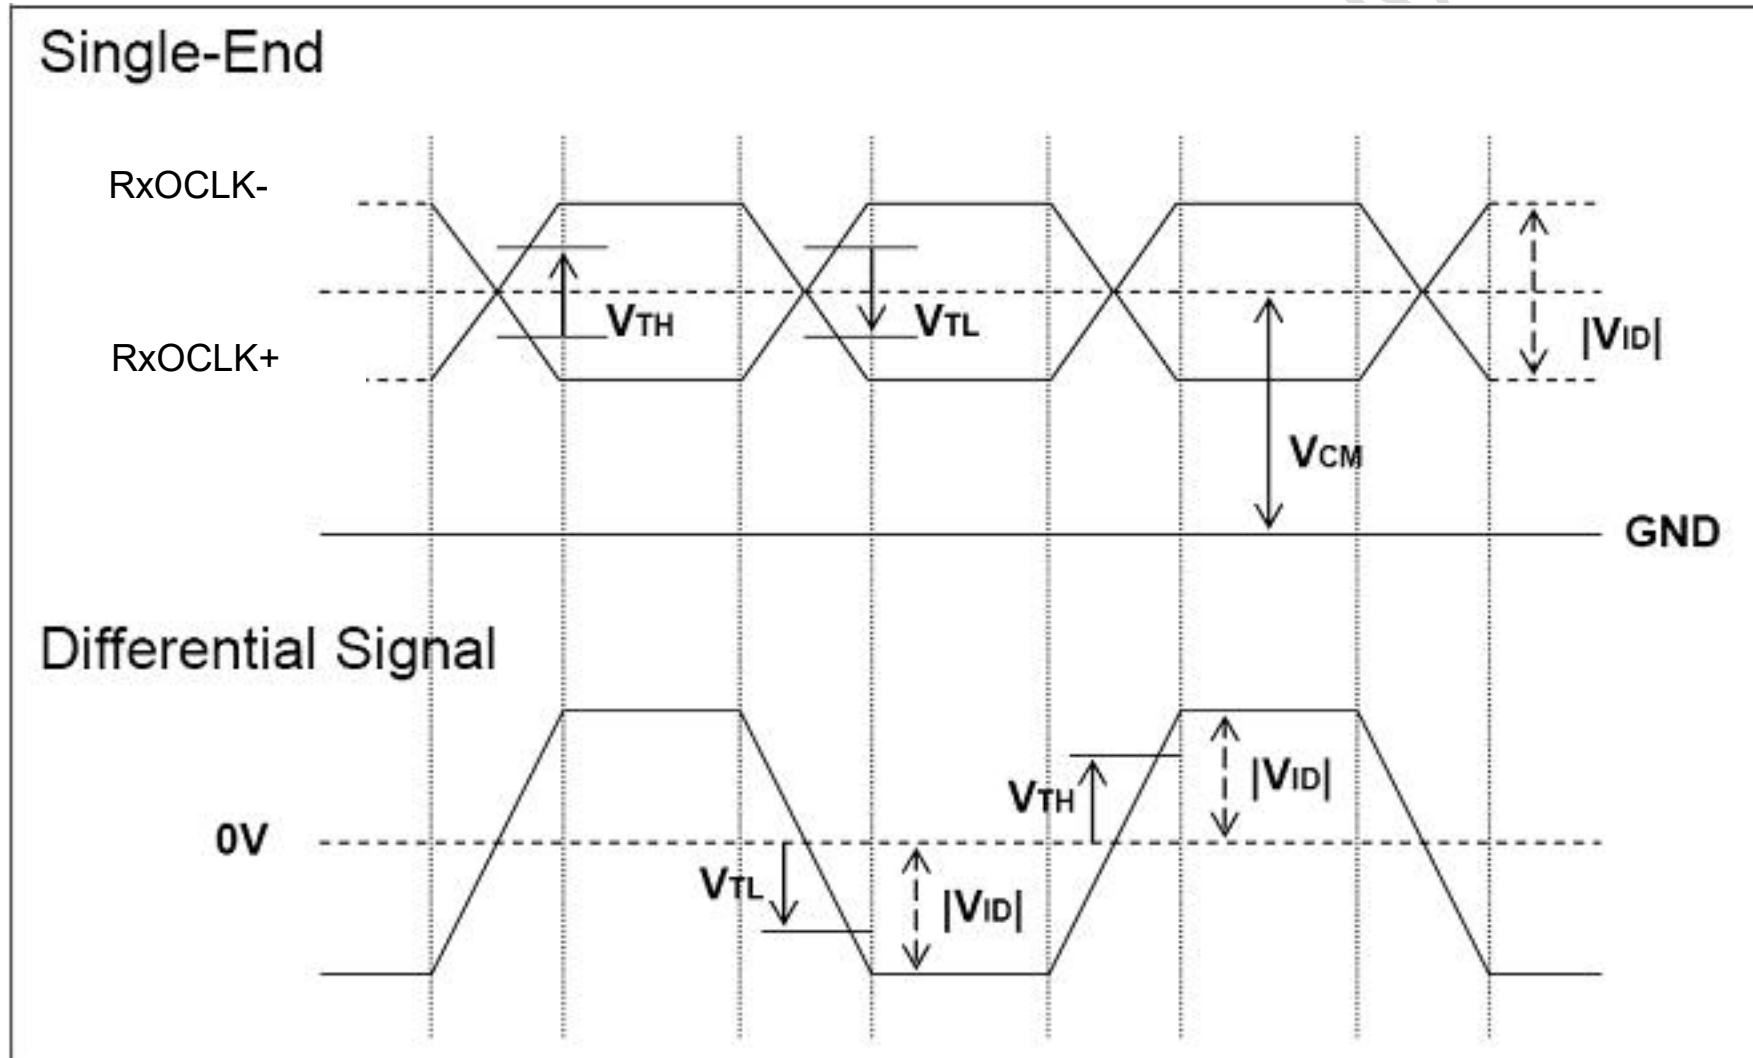 Single-End
RxOCLK-
VTH
VTL
|VID|
RxOCLK+
VCM
GND
Differential Signal
VTH
|VID|
0V
VTL
|VID|